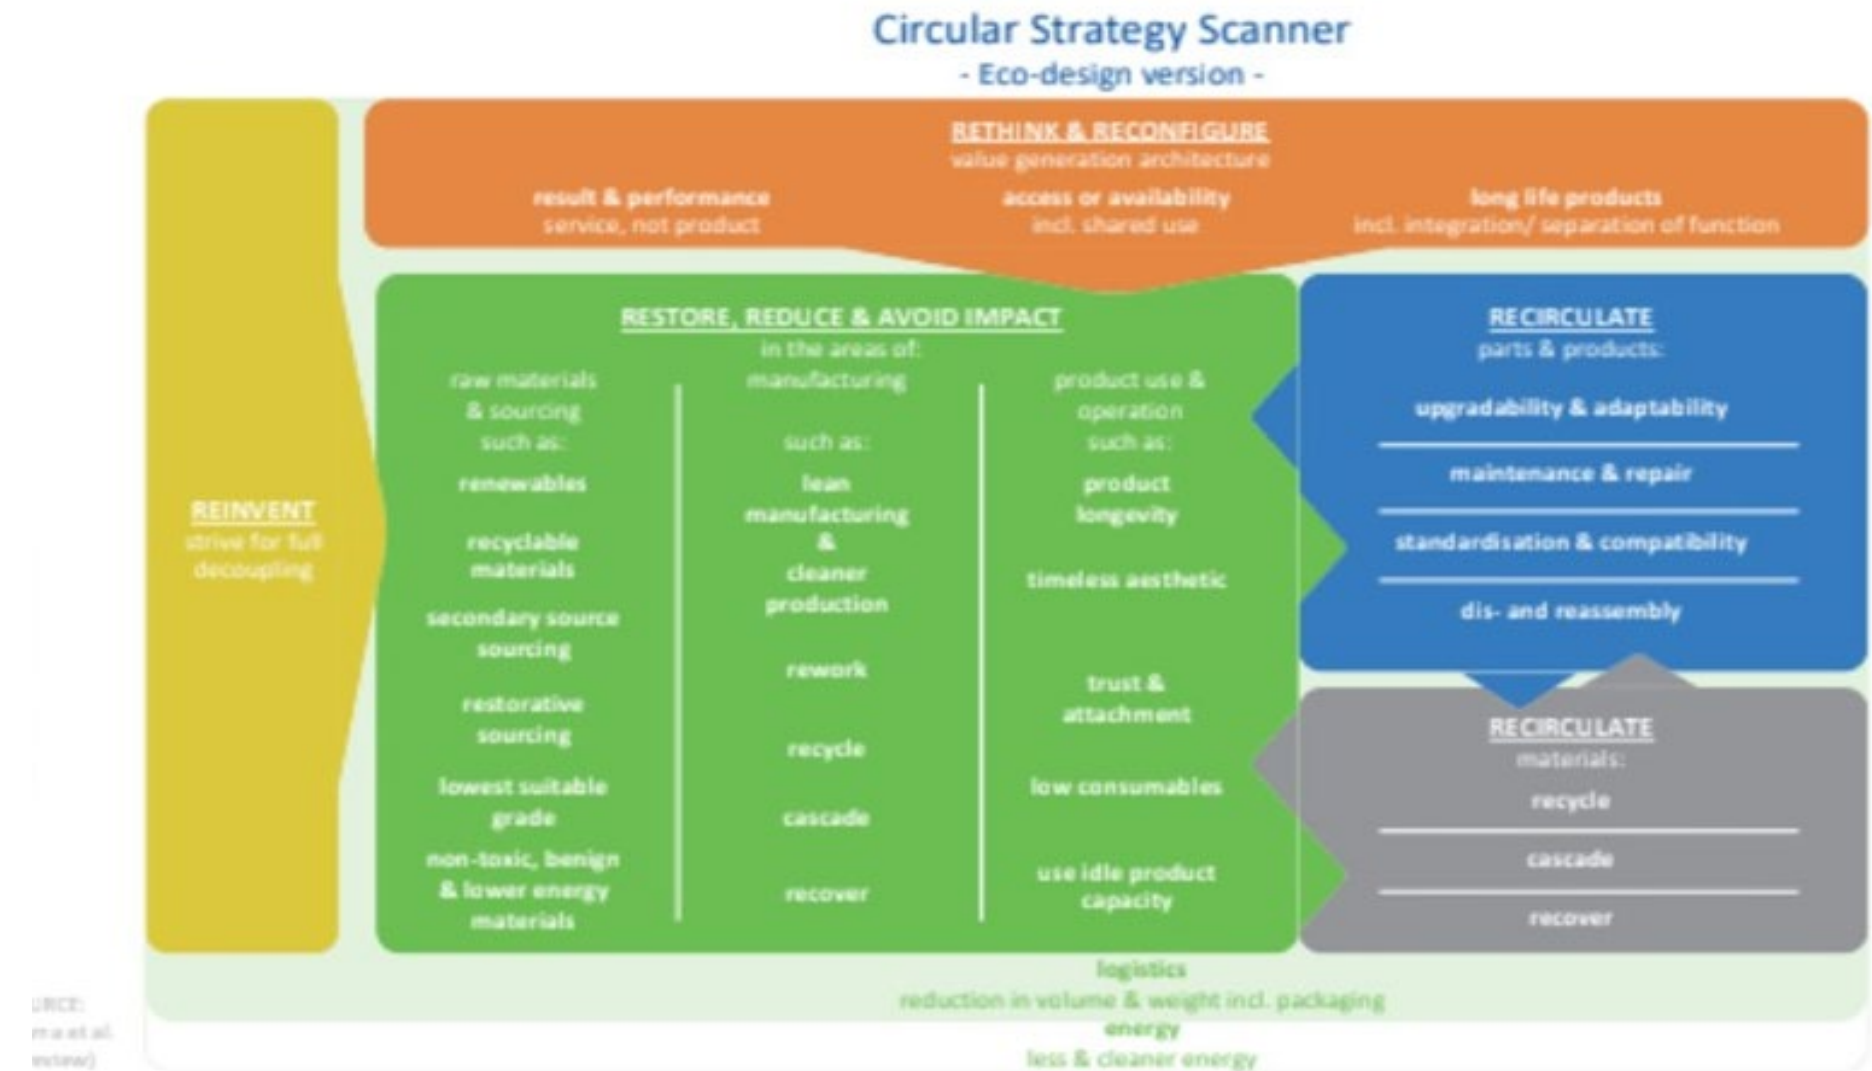 Circular Strategy Scanner
- Eco-design version -
RETHINK & RECONFIGURE
value generation architecture
result & performance
service, not product
access or availability
incl. shared use
long life products
incl. integration/ separation of function
REINVENT
strive for full
decoupling
RESTORE, REDUCE & AVOID IMPACT
in the areas of:
raw materials
& sourcing
such as:
renewables
recyclable
materials
secondary source
sourcing
restorative
sourcing
lowest suitable
grade
non-toxic, benign
& lower energy
materials
manufacturing
such as:
lean
manufacturing
&
cleaner
production
rework
recycle
cascade
recover
product use &
operation
such as:
product
longevity
timeless aesthetic
trust &
attachment
low consumables
use idle product
capacity
RECIRCULATE
parts & products:
upgradability & adaptability
maintenance & repair
standardisation & compatibility
dis- and reassembly
RECIRCULATE
materials:
recycle
cascade
recover
logistics
reduction in volume & weight incl. packaging
energy
less & cleaner energy
et al.